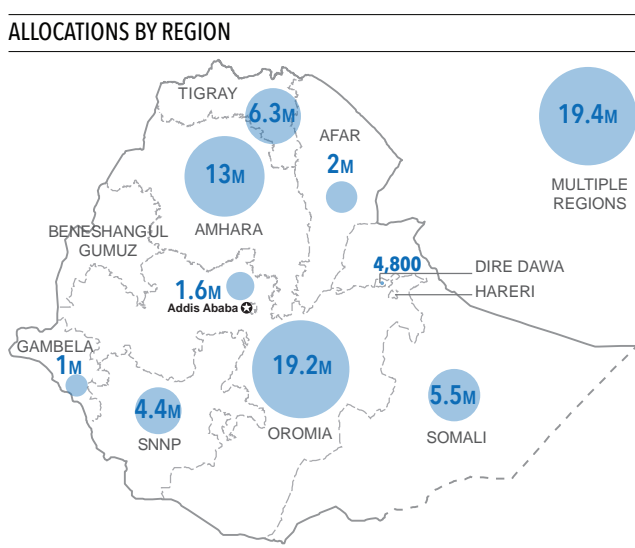 ALLOCATIONS BY REGION
TIGRAY
6.3M
19.4M
MULTIPLE
REGIONS
AFAR
2M
13M
AMHARA
BENESHANGUL
GUMUZ
4,800
DIRE DAWA
HARERI
1.6M
Addis Ababa
GAMBELA
1M
4.4M
SNNP
19.2M
OROMIA
5.5M
SOMALI